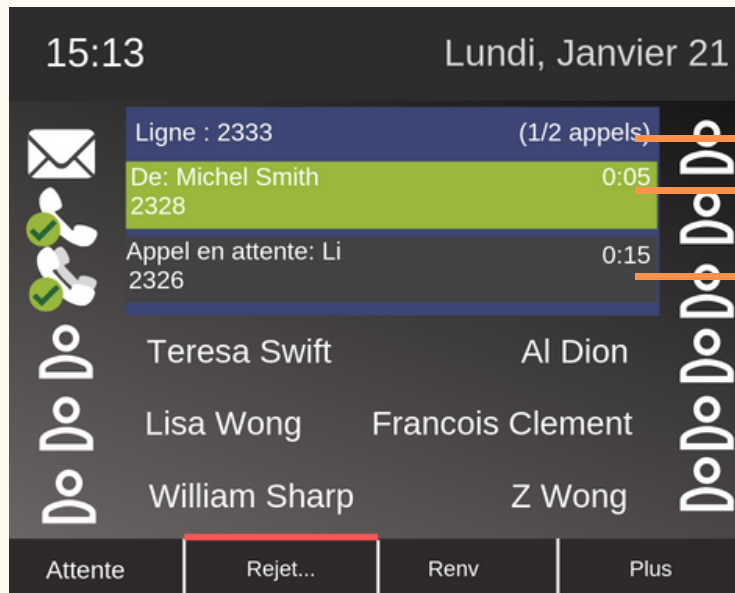 15:13 Lundi, Janvier 21
Ligne : 2333 (1/2 appels)
De: Michel Smith 0:05
2328
Appel en attente: Li 0:15
2326
Teresa Swift Al Dion
Lisa Wong Francois Clement
William Sharp Z Wong
Attente Rejet... Renv Plus